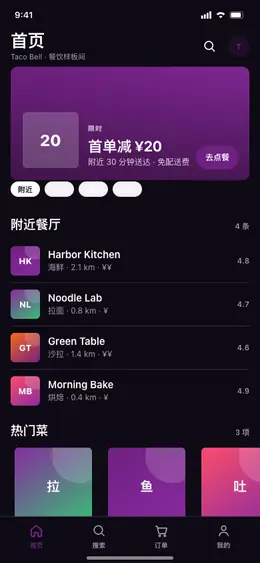 9:41
首页
Taco Bell · 餐饮样板间
T
20
限时
首单减 ¥20
附近 30 分钟送达 · 免配送费
去点餐
附近
附近餐厅
4 条
HK
Harbor Kitchen
海鲜 · 2.1 km · ¥¥
4.8
NL
Noodle Lab
拉面 · 0.8 km · ¥
4.7
GT
Green Table
沙拉 · 1.4 km · ¥¥
4.6
MB
Morning Bake
烘焙 · 0.4 km · ¥
4.9
热门菜
3 项
拉
鱼
吐
首页
搜索
订单
我的